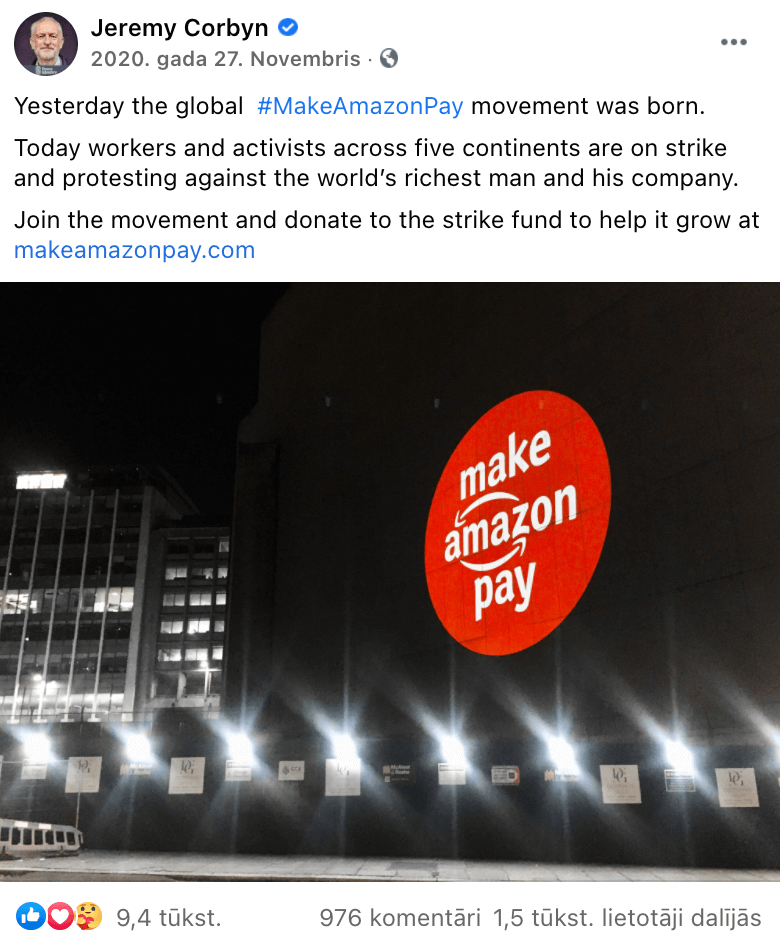 Jeremy Corbyn
2020. gada 27. Novembris ·
Yesterday the global #MakeAmazonPay movement was born.
Today workers and activists across five continents are on strike
and protesting against the world’s richest man and his company.
Join the movement and donate to the strike fund to help it grow at
makeamazonpay.com
make
amazon
pay
9,4 tūkst.
976 komentāri 1,5 tūkst. lietotāji dalījās